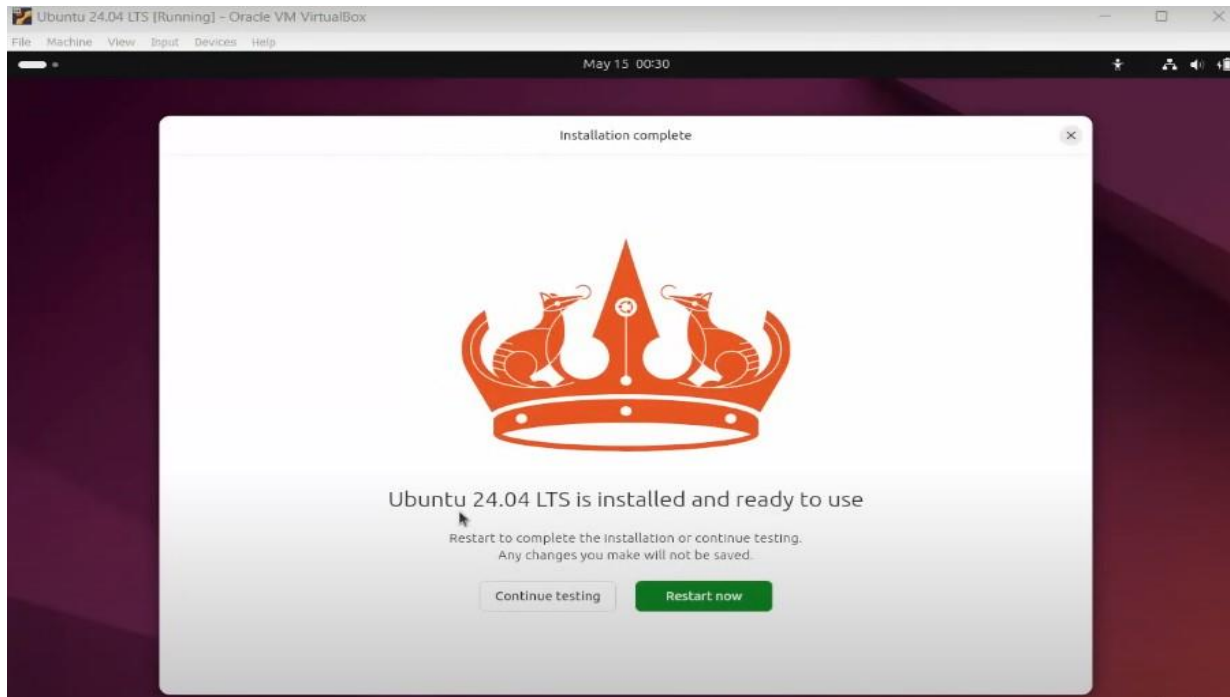 Ubuntu 24.04 LTS [Running] - Oracle VM VirtualBox
File Machine View Input Devices Help
May 15 00:30
Installation complete
Ubuntu 24.04 LTS is installed and ready to use
Restart to complete the installation or continue testing.
Any changes you make will not be saved.
Continue testing Restart now